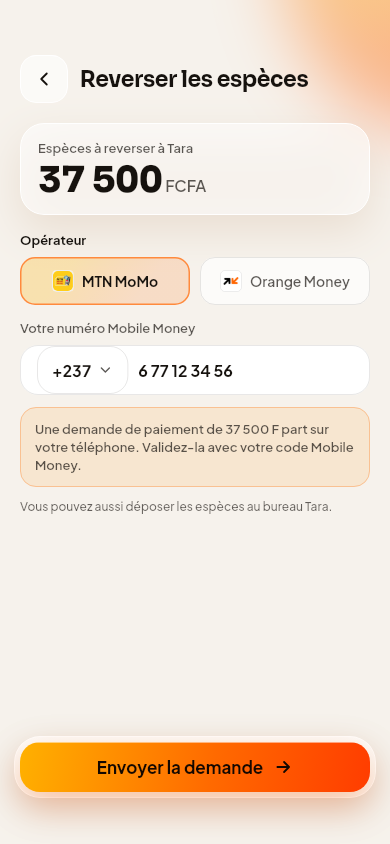 Reverser les espèces
Espèces à reverser à Tara
37 500 FCFA
Opérateur
MTN MoMo
Orange Money
Votre numéro Mobile Money
+237
6 77 12 34 56
Une demande de paiement de 37 500 F part sur
votre téléphone. Validez-la avec votre code Mobile
Money.
Vous pouvez aussi déposer les espèces au bureau Tara.
Envoyer la demande